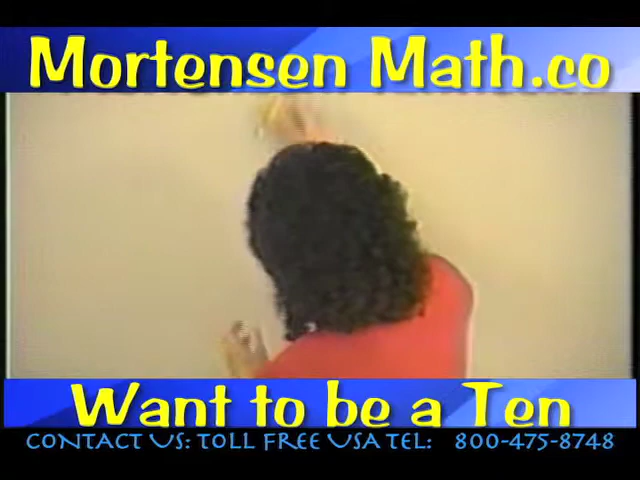 Mortensen Math.co
Want to be a Ten
CONTACT US: TOLL FREE USA TEL: 800-475-8748